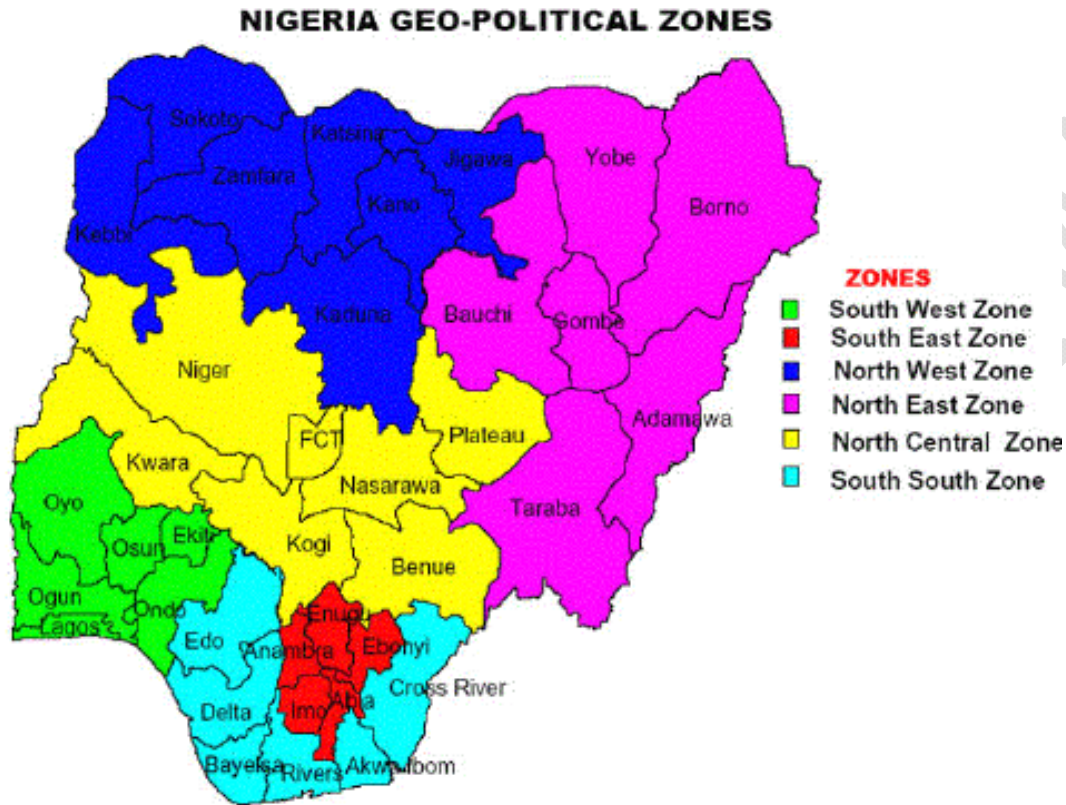 NIGERIA GEO-POLITICAL ZONES
Sokoto
Katsina
Jigawa
Yobe
Zamfara
Kano
Borno
Kebbi
Kaduna
Bauchi
Gombe
Niger
Adamawa
FCT
Plateau
Kwara
Nasarawa
Oyo
Taraba
Osun
Ekiti
Kogi
Benue
Ogun
Ondo
Lagos
Enugu
Edo
Anambra
Ebonyi
Cross River
Delta
Imo
Abia
Bayelsa
Rivers
Akwa-Ibom
ZONES
South West Zone
South East Zone
North West Zone
North East Zone
North Central Zone
South South Zone